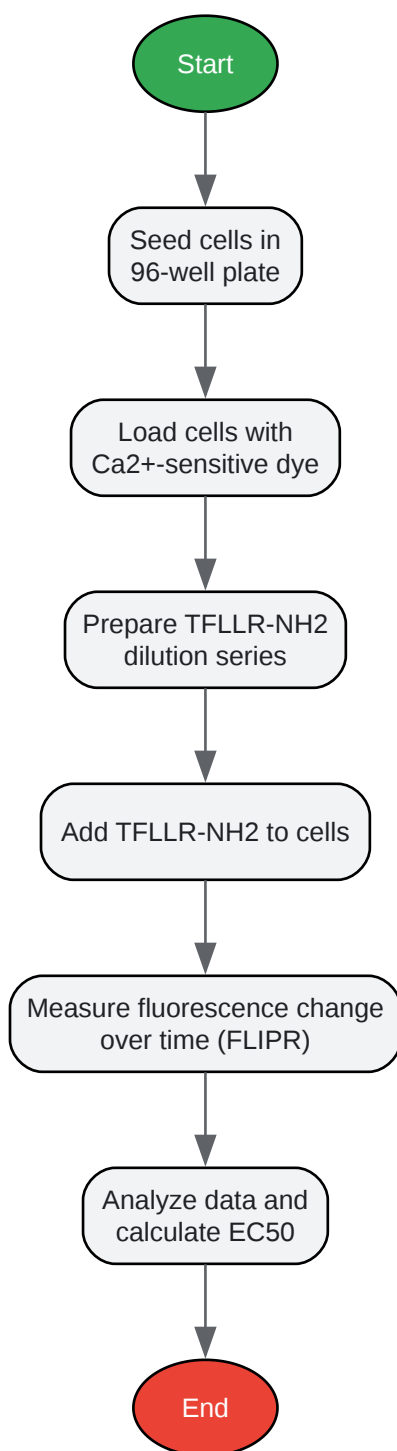 Start
Seed cells in
96-well plate
Load cells with
Ca2+-sensitive dye
Prepare TFLLR-NH2
dilution series
Add TFLLR-NH2 to cells
Measure fluorescence change
over time (FLIPR)
Analyze data and
calculate EC50
End